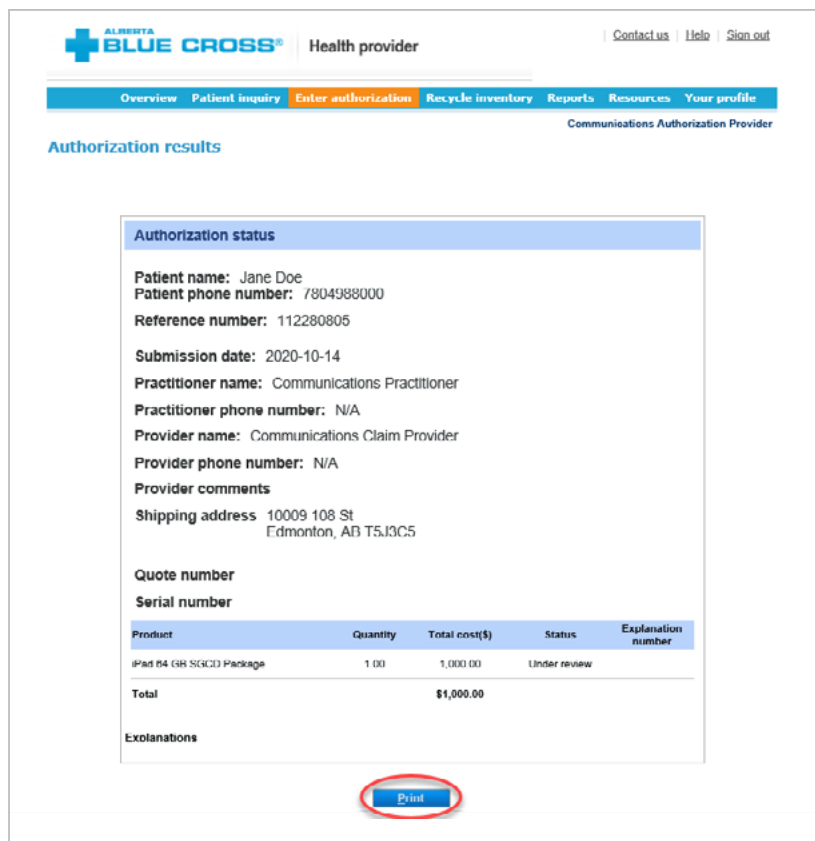 ALBERTA
BLUE CROSS® Health provider
Contact us | Help | Sign out
Overview Patient inquiry Enter authorization Recycle inventory Reports Resources Your profile
Communications Authorization Provider
Authorization results
Authorization status
Patient name: Jane Doe
Patient phone number: 7804988000
Reference number: 112280805
Submission date: 2020-10-14
Practitioner name: Communications Practitioner
Practitioner phone number: N/A
Provider name: Communications Claim Provider
Provider phone number: N/A
Provider comments
Shipping address 10009 108 St
Edmonton, AB T5J3C5
Quote number
Serial number
Product Quantity Total cost($) Status Explanation number
iPad 64 GB SGCD Package 1.00 1,000.00 Under review
Total $1,000.00
Explanations
Print